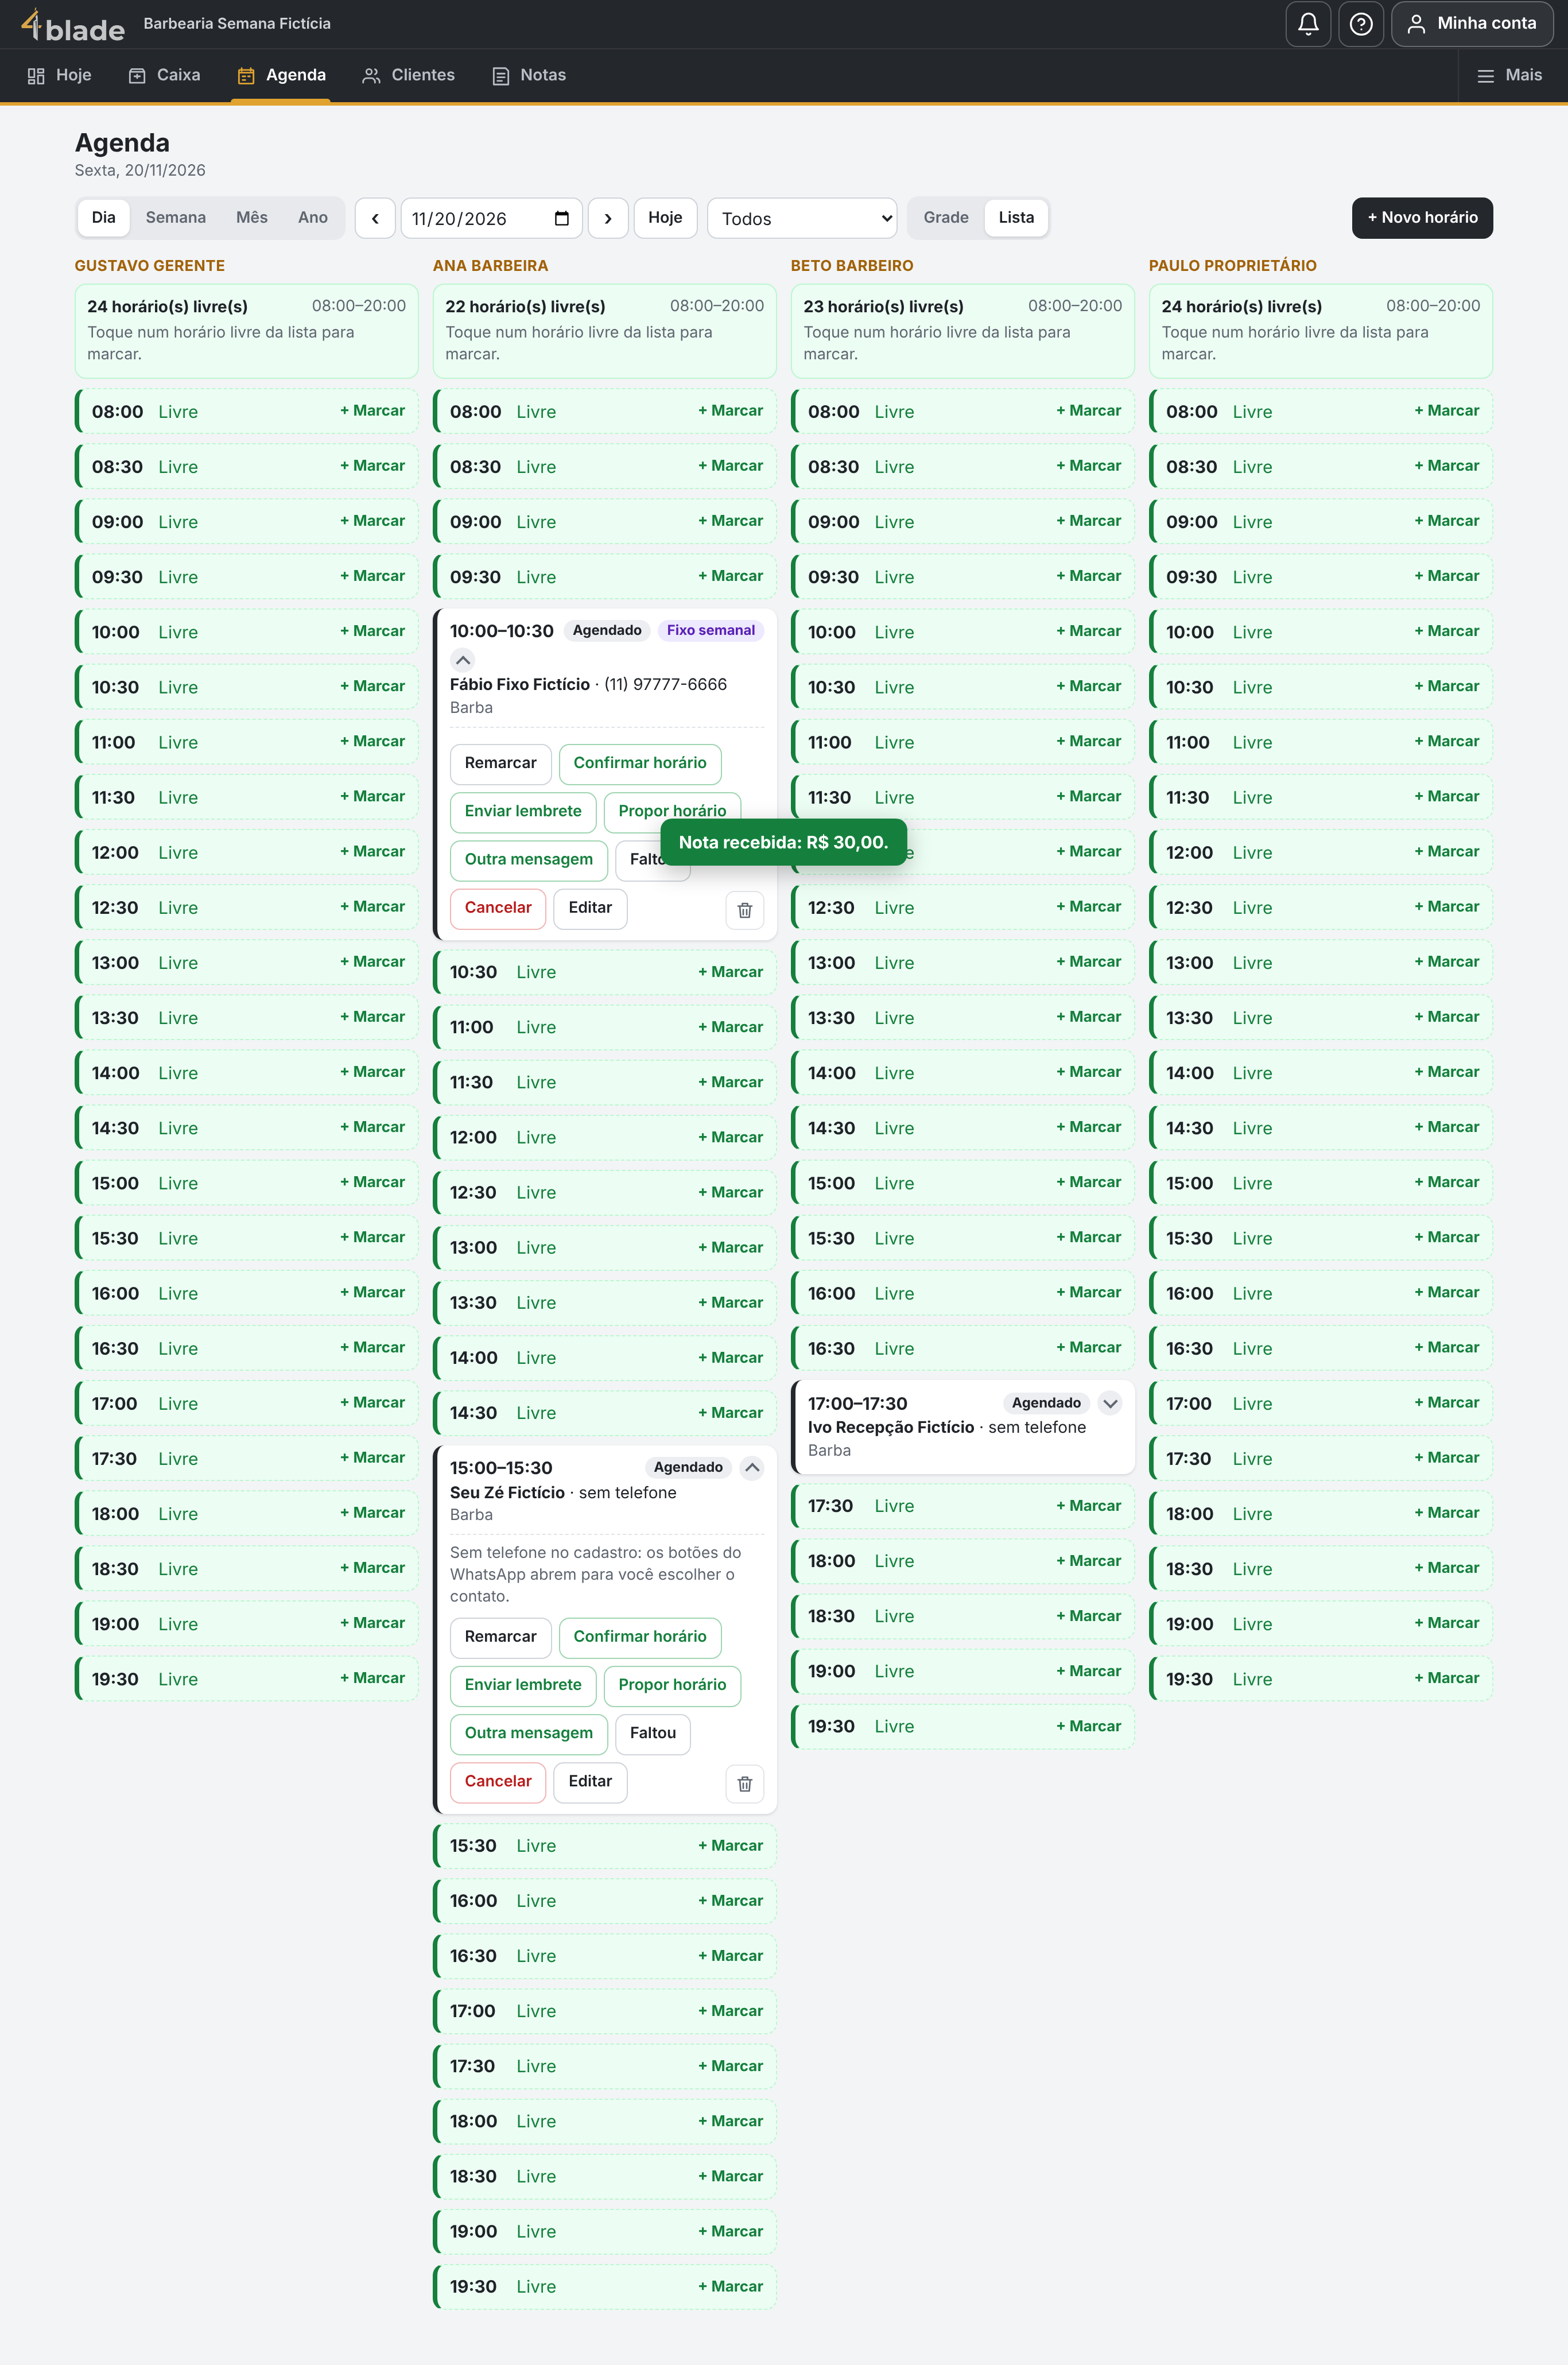 4blade Barbearia Semana Fictícia
Minha conta
Hoje Caixa Agenda Clientes Notas Mais
Agenda
Sexta, 20/11/2026
Dia Semana Mês Ano ‹ 11/20/2026 › Hoje Todos Grade Lista + Novo horário
GUSTAVO GERENTE
24 horário(s) livre(s) 08:00–20:00
Toque num horário livre da lista para
marcar.
08:00 Livre + Marcar
08:30 Livre + Marcar
09:00 Livre + Marcar
09:30 Livre + Marcar
10:00 Livre + Marcar
10:30 Livre + Marcar
11:00 Livre + Marcar
11:30 Livre + Marcar
12:00 Livre + Marcar
12:30 Livre + Marcar
13:00 Livre + Marcar
13:30 Livre + Marcar
14:00 Livre + Marcar
14:30 Livre + Marcar
15:00 Livre + Marcar
15:30 Livre + Marcar
16:00 Livre + Marcar
16:30 Livre + Marcar
17:00 Livre + Marcar
17:30 Livre + Marcar
18:00 Livre + Marcar
18:30 Livre + Marcar
19:00 Livre + Marcar
19:30 Livre + Marcar
ANA BARBEIRA
22 horário(s) livre(s) 08:00–20:00
Toque num horário livre da lista para
marcar.
08:00 Livre + Marcar
08:30 Livre + Marcar
09:00 Livre + Marcar
09:30 Livre + Marcar
10:00–10:30 Agendado Fixo semanal
Fábio Fixo Fictício · (11) 97777-6666
Barba
Remarcar Confirmar horário
Enviar lembrete Propor horário
Outra mensagem
Cancelar Editar
10:30 Livre + Marcar
11:00 Livre + Marcar
11:30 Livre + Marcar
12:00 Livre + Marcar
12:30 Livre + Marcar
13:00 Livre + Marcar
13:30 Livre + Marcar
14:00 Livre + Marcar
14:30 Livre + Marcar
15:00–15:30 Agendado
Seu Zé Fictício · sem telefone
Barba
Sem telefone no cadastro: os botões do
WhatsApp abrem para você escolher o
contato.
Remarcar Confirmar horário
Enviar lembrete Propor horário
Outra mensagem Faltou
Cancelar Editar
15:30 Livre + Marcar
16:00 Livre + Marcar
16:30 Livre + Marcar
17:00 Livre + Marcar
17:30 Livre + Marcar
18:00 Livre + Marcar
18:30 Livre + Marcar
19:00 Livre + Marcar
19:30 Livre + Marcar
Nota recebida: R$ 30,00.
BETO BARBEIRO
23 horário(s) livre(s) 08:00–20:00
Toque num horário livre da lista para
marcar.
08:00 Livre + Marcar
08:30 Livre + Marcar
09:00 Livre + Marcar
09:30 Livre + Marcar
10:00 Livre + Marcar
10:30 Livre + Marcar
11:00 Livre + Marcar
11:30 Livre + Marcar
+ Marcar
12:30 Livre + Marcar
13:00 Livre + Marcar
13:30 Livre + Marcar
14:00 Livre + Marcar
14:30 Livre + Marcar
15:00 Livre + Marcar
15:30 Livre + Marcar
16:00 Livre + Marcar
16:30 Livre + Marcar
17:00–17:30 Agendado
Ivo Recepção Fictício · sem telefone
Barba
17:30 Livre + Marcar
18:00 Livre + Marcar
18:30 Livre + Marcar
19:00 Livre + Marcar
19:30 Livre + Marcar
PAULO PROPRIETÁRIO
24 horário(s) livre(s) 08:00–20:00
Toque num horário livre da lista para
marcar.
08:00 Livre + Marcar
08:30 Livre + Marcar
09:00 Livre + Marcar
09:30 Livre + Marcar
10:00 Livre + Marcar
10:30 Livre + Marcar
11:00 Livre + Marcar
11:30 Livre + Marcar
12:00 Livre + Marcar
12:30 Livre + Marcar
13:00 Livre + Marcar
13:30 Livre + Marcar
14:00 Livre + Marcar
14:30 Livre + Marcar
15:00 Livre + Marcar
15:30 Livre + Marcar
16:00 Livre + Marcar
16:30 Livre + Marcar
17:00 Livre + Marcar
17:30 Livre + Marcar
18:00 Livre + Marcar
18:30 Livre + Marcar
19:00 Livre + Marcar
19:30 Livre + Marcar